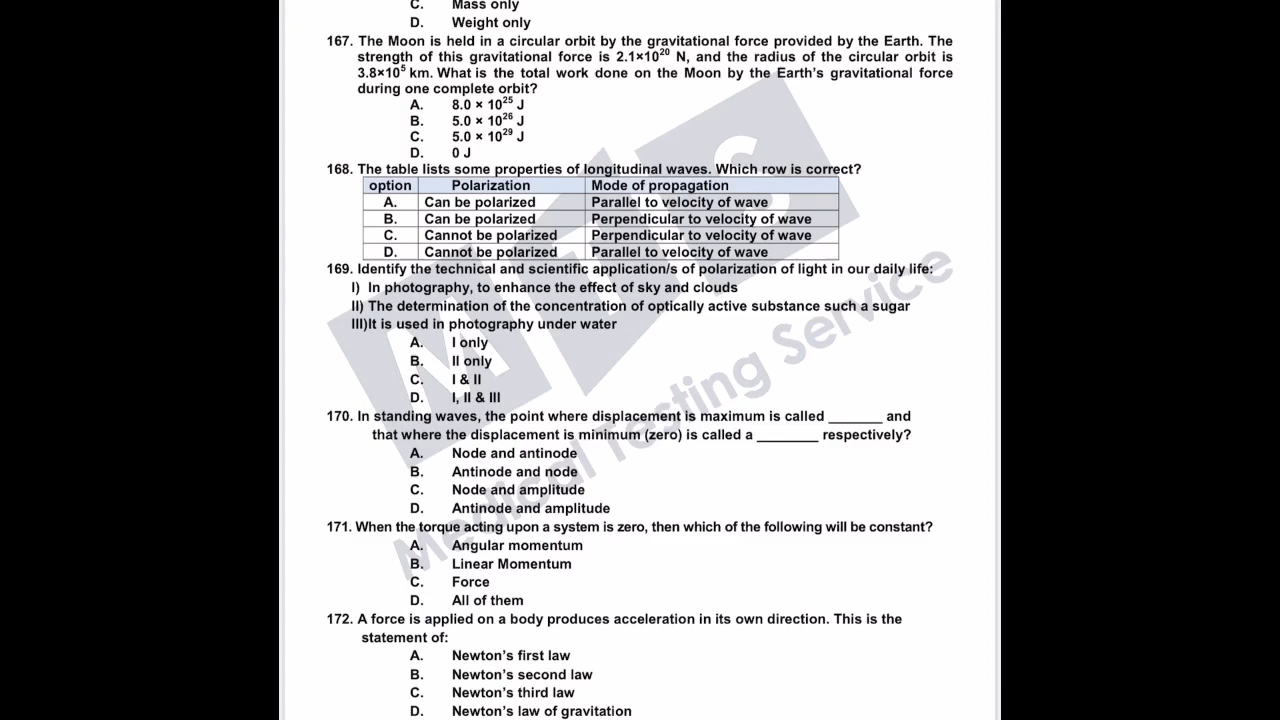 C. Mass only
D. Weight only
167. The Moon is held in a circular orbit by the gravitational force provided by the Earth. The
strength of this gravitational force is 2.1×10²⁰ N, and the radius of the circular orbit is
3.8×10⁵ km. What is the total work done on the Moon by the Earth's gravitational force
during one complete orbit?
A. 8.0 × 10²⁵ J
B. 5.0 × 10²⁶ J
C. 5.0 × 10²⁹ J
D. 0 J
168. The table lists some properties of longitudinal waves. Which row is correct?
option Polarization Mode of propagation
A. Can be polarized Parallel to velocity of wave
B. Can be polarized Perpendicular to velocity of wave
C. Cannot be polarized Perpendicular to velocity of wave
D. Cannot be polarized Parallel to velocity of wave
169. Identify the technical and scientific application/s of polarization of light in our daily life:
I) In photography, to enhance the effect of sky and clouds
II) The determination of the concentration of optically active substance such a sugar
III)It is used in photography under water
A. I only
B. II only
C. I & II
D. I, II & III
170. In standing waves, the point where displacement is maximum is called _______ and
that where the displacement is minimum (zero) is called a ________ respectively?
A. Node and antinode
B. Antinode and node
C. Node and amplitude
D. Antinode and amplitude
171. When the torque acting upon a system is zero, then which of the following will be constant?
A. Angular momentum
B. Linear Momentum
C. Force
D. All of them
172. A force is applied on a body produces acceleration in its own direction. This is the
statement of:
A. Newton's first law
B. Newton's second law
C. Newton's third law
D. Newton's law of gravitation
MTS
Medical Testing Service